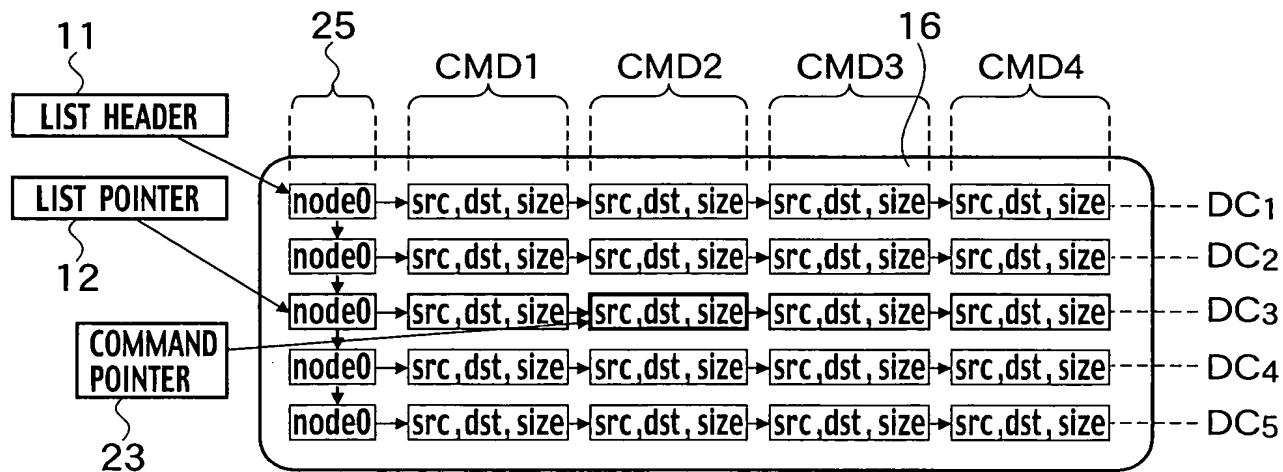 11 25 16
CMD1 CMD2 CMD3 CMD4
LIST HEADER
LIST POINTER
12
COMMAND POINTER
23
node0 src,dst,size src,dst,size src,dst,size src,dst,size DC1
node0 src,dst,size src,dst,size src,dst,size src,dst,size DC2
node0 src,dst,size src,dst,size src,dst,size src,dst,size DC3
node0 src,dst,size src,dst,size src,dst,size src,dst,size DC4
node0 src,dst,size src,dst,size src,dst,size src,dst,size DC5